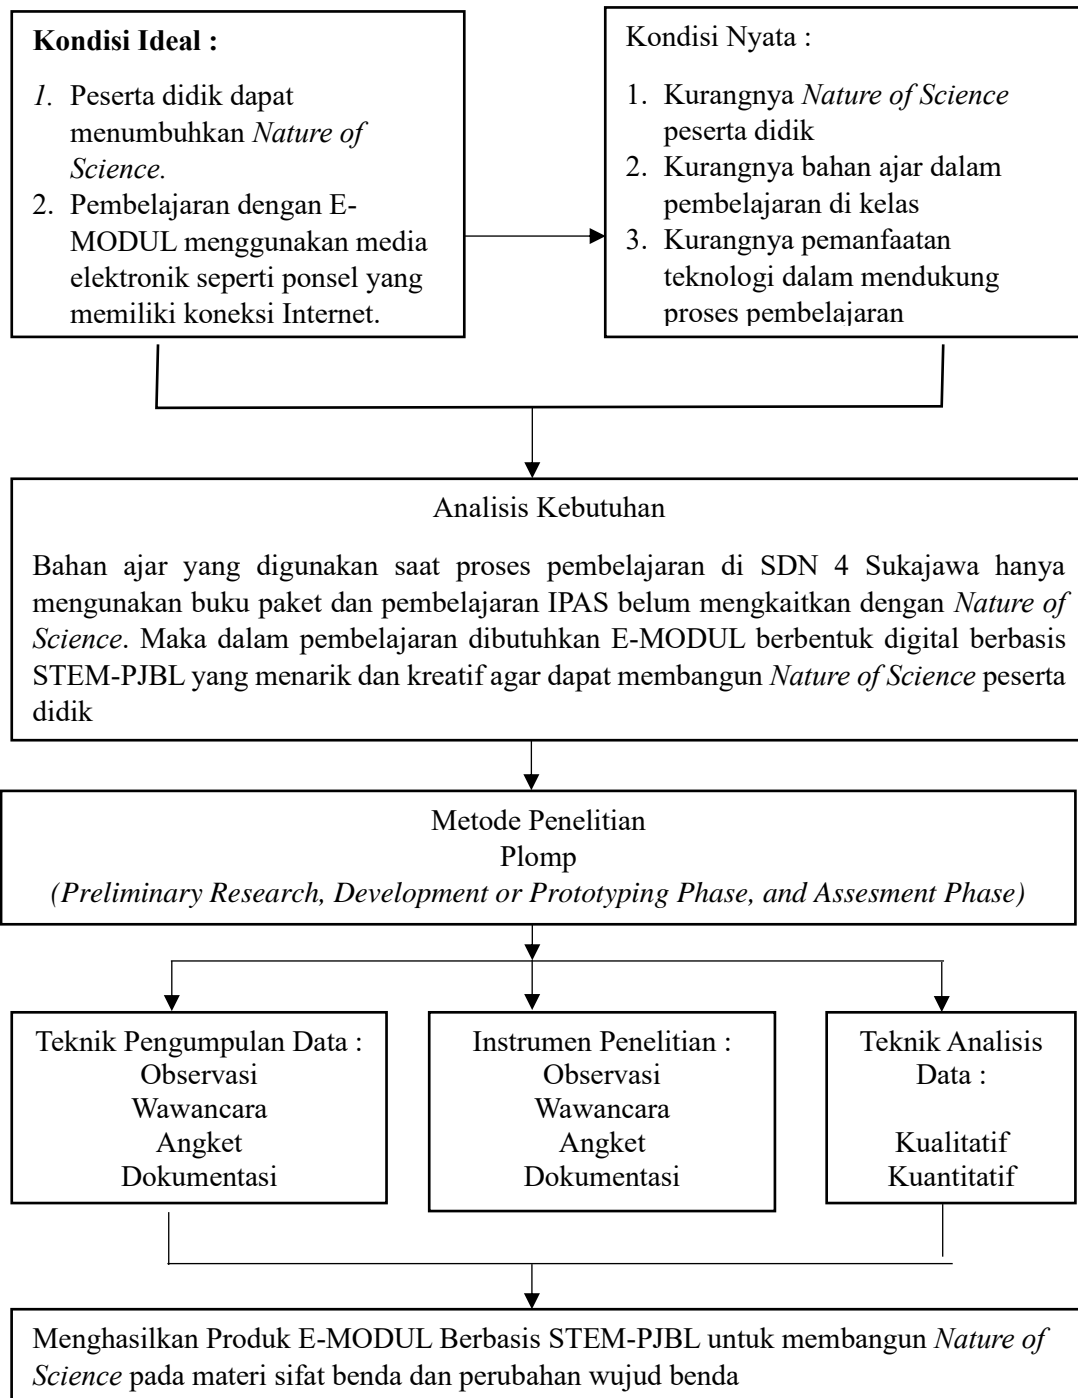 Kondisi Ideal :
1. Peserta didik dapat
menumbuhkan Nature of
Science.
2. Pembelajaran dengan E-
MODUL menggunakan media
elektronik seperti ponsel yang
memiliki koneksi Internet.
Kondisi Nyata :
1. Kurangnya Nature of Science
peserta didik
2. Kurangnya bahan ajar dalam
pembelajaran di kelas
3. Kurangnya pemanfaatan
teknologi dalam mendukung
proses pembelajaran
Analisis Kebutuhan
Bahan ajar yang digunakan saat proses pembelajaran di SDN 4 Sukajawa hanya
mengunakan buku paket dan pembelajaran IPAS belum mengkaitkan dengan Nature of
Science. Maka dalam pembelajaran dibutuhkan E-MODUL berbentuk digital berbasis
STEM-PJBL yang menarik dan kreatif agar dapat membangun Nature of Science peserta
didik
Metode Penelitian
Plomp
(Preliminary Research, Development or Prototyping Phase, and Assesment Phase)
Teknik Pengumpulan Data :
Observasi
Wawancara
Angket
Dokumentasi
Instrumen Penelitian :
Observasi
Wawancara
Angket
Dokumentasi
Teknik Analisis
Data :
Kualitatif
Kuantitatif
Menghasilkan Produk E-MODUL Berbasis STEM-PJBL untuk membangun Nature of
Science pada materi sifat benda dan perubahan wujud benda